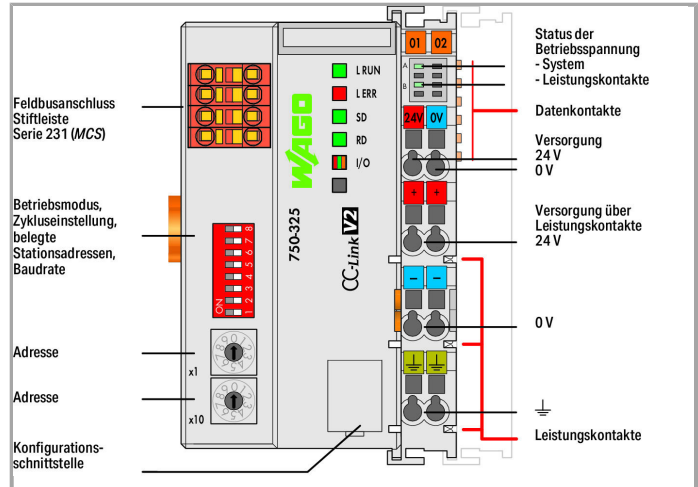 Feldbusanschluss
Stiftleiste
Serie 231 (MCS)
Betriebsmodus,
Zykluseinstellung,
belegte
Stationsadressen,
Baudrate
Adresse
Adresse
Konfigurations-
schnittstelle
ON
1 2 3 4 5 6 7 8
x1
x10
L RUN
L ERR
SD
RD
I/O
WAGO
750-325
CC-Link V2
01 02
A
B
24V 0V
+ +
− −
Status der
Betriebsspannung
- System
- Leistungskontakte
Datenkontakte
Versorgung
24 V
0 V
Versorgung über
Leistungskontakte
24 V
0 V
Leistungskontakte